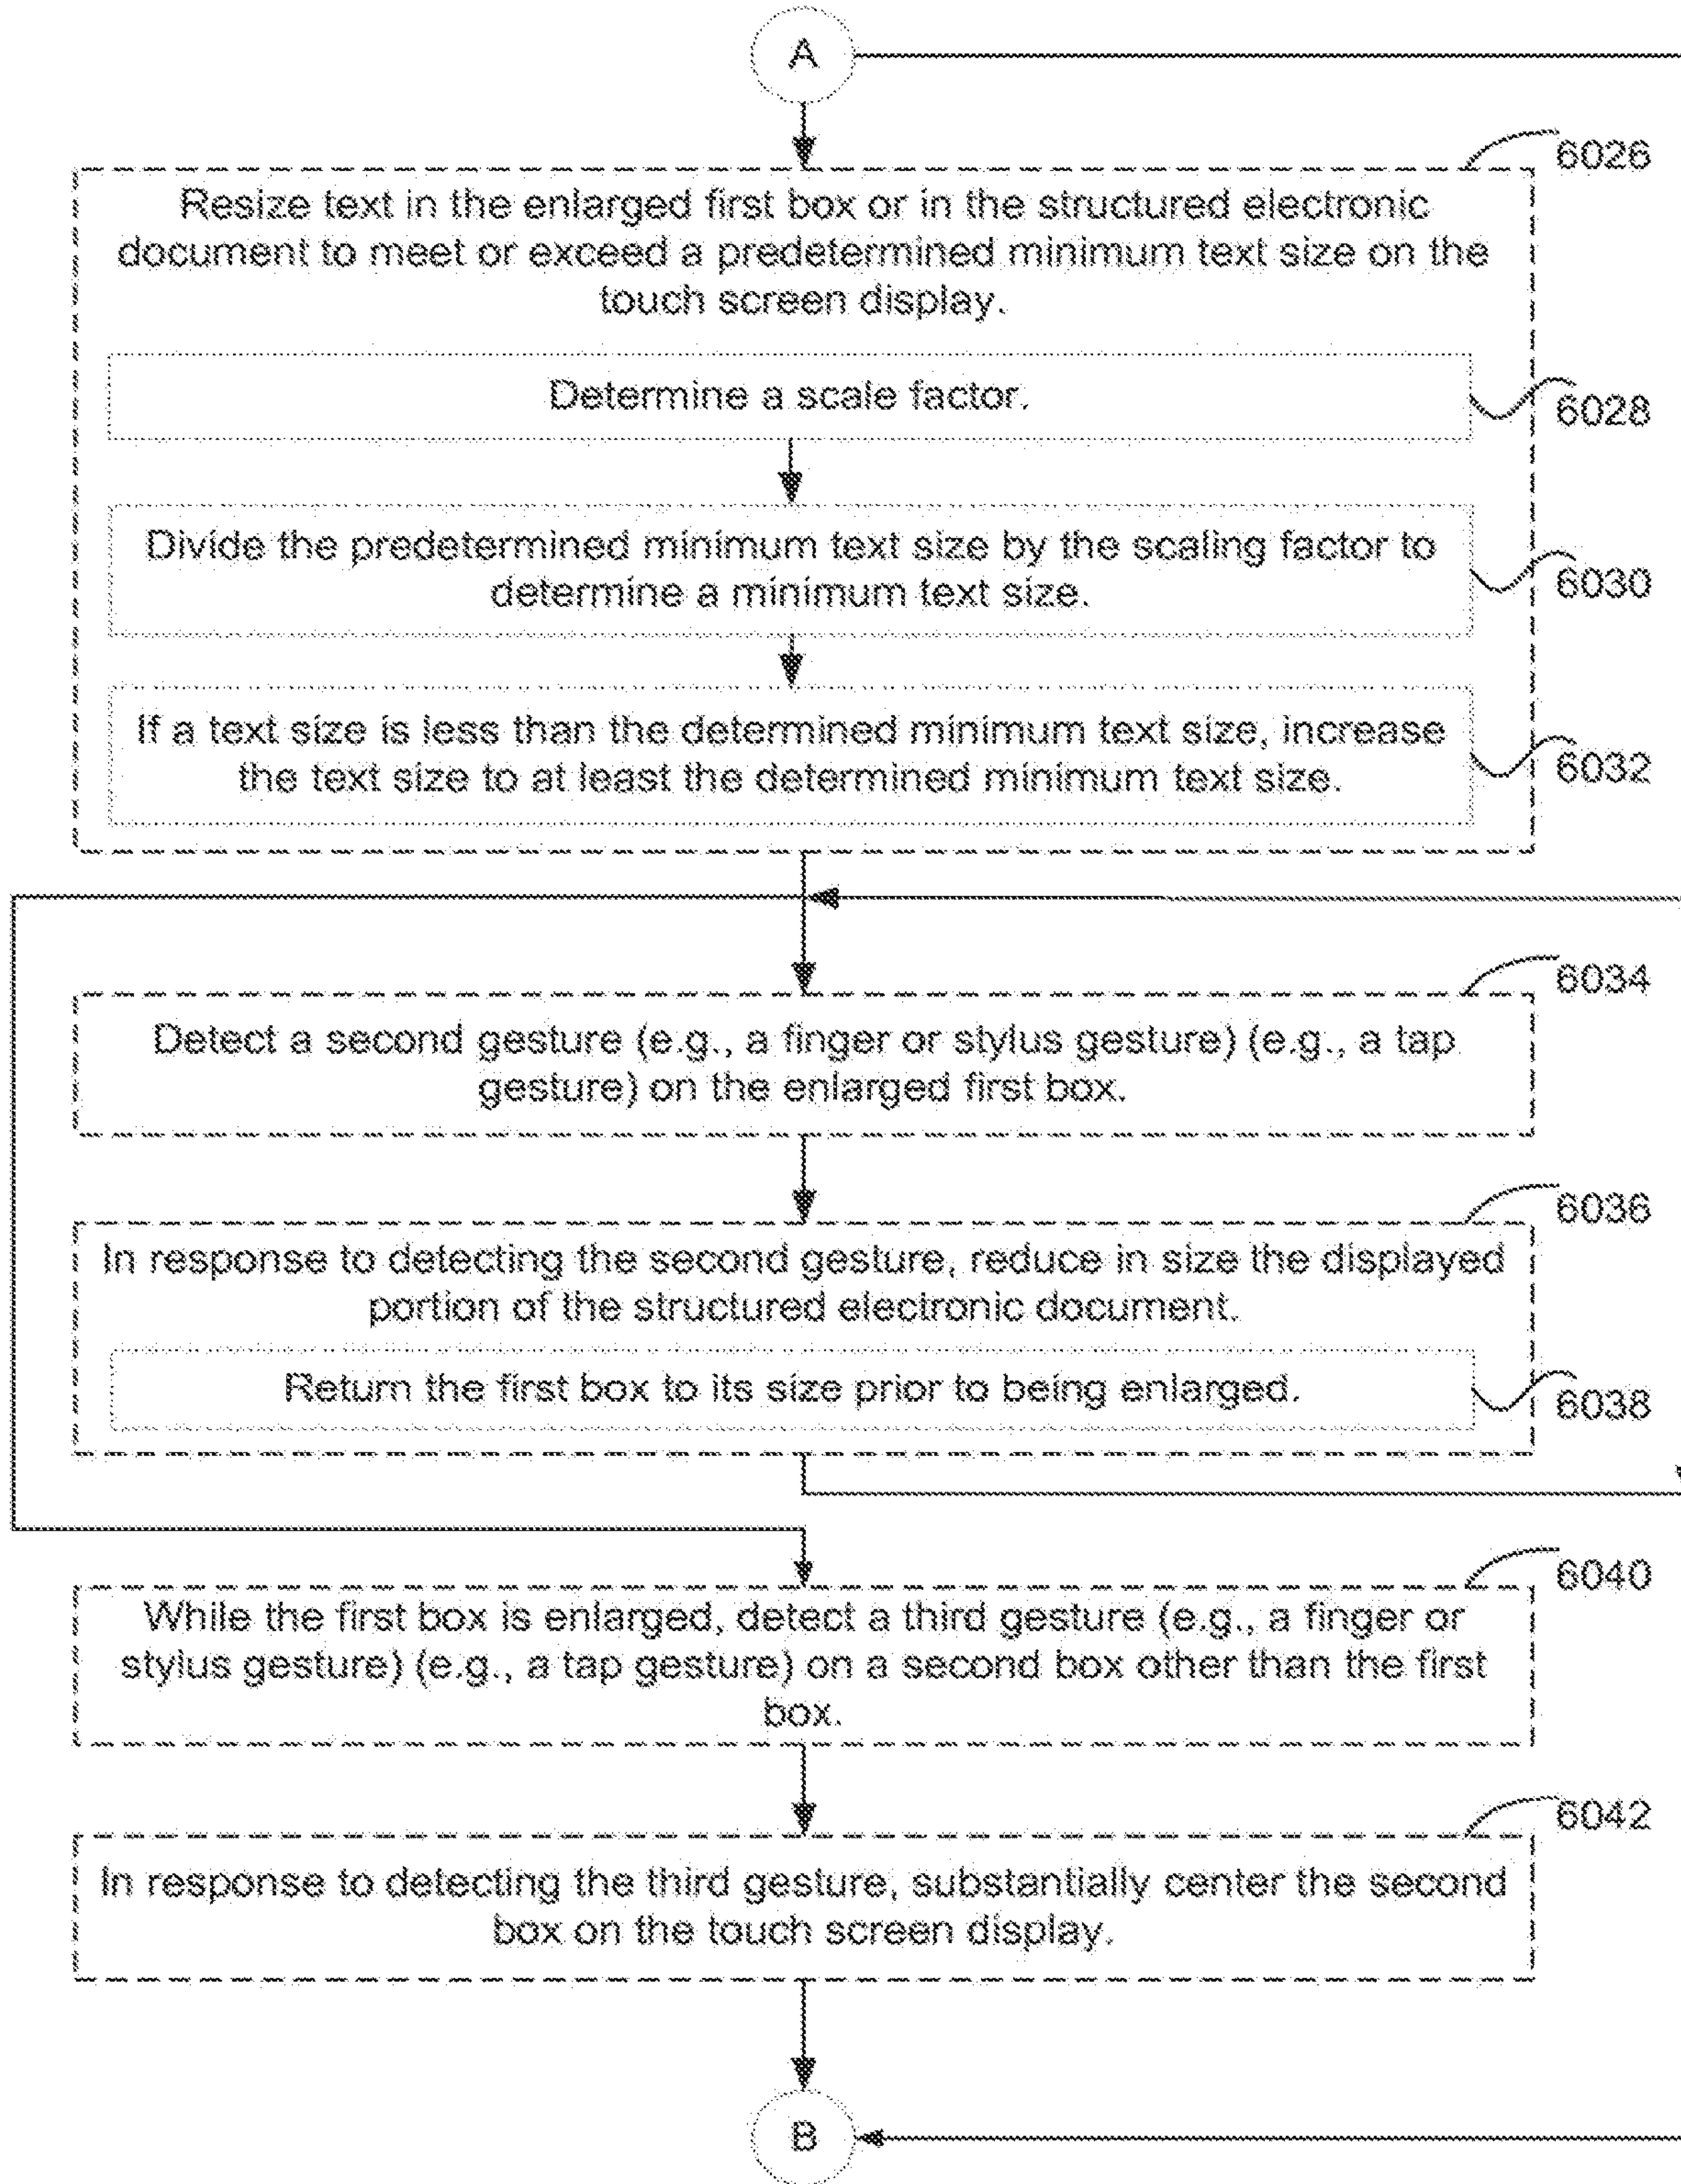 A
6026
Resize text in the enlarged first box or in the structured electronic
document to meet or exceed a predetermined minimum text size on the
touch screen display.
Determine a scale factor.
6028
Divide the predetermined minimum text size by the scaling factor to
determine a minimum text size.
6030
If a text size is less than the determined minimum text size, increase
the text size to at least the determined minimum text size.
6032
6034
Detect a second gesture (e.g., a finger or stylus gesture) (e.g., a tap
gesture) on the enlarged first box.
6036
In response to detecting the second gesture, reduce in size the displayed
portion of the structured electronic document.
Return the first box to its size prior to being enlarged.
6038
6040
While the first box is enlarged, detect a third gesture (e.g., a finger or
stylus gesture) (e.g., a tap gesture) on a second box other than the first
box.
6042
In response to detecting the third gesture, substantially center the second
box on the touch screen display.
B